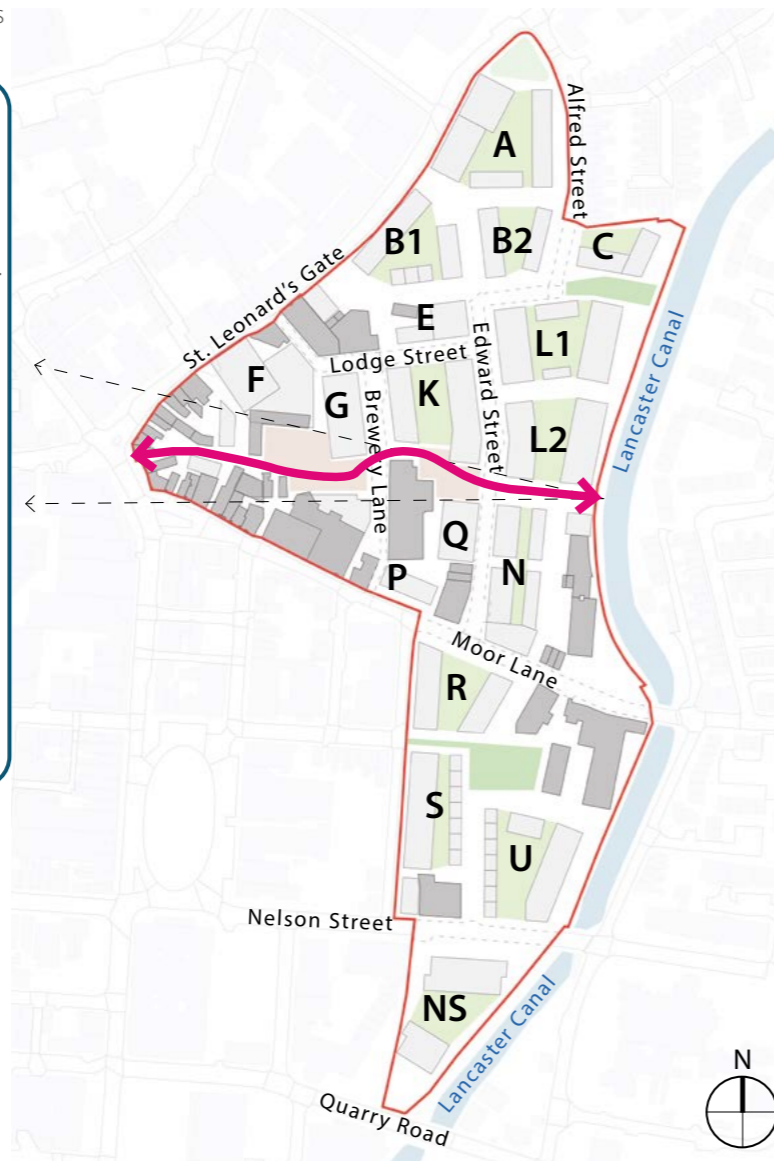 S
Alfred Street
A
B1
B2
C
St. Leonard's Gate
E
Edward Street
L1
Lancaster Canal
Lodge Street
F
G
K
Brewery Lane
L2
Q
N
P
Moor Lane
R
S
U
Nelson Street
NS
Lancaster Canal
N
Quarry Road